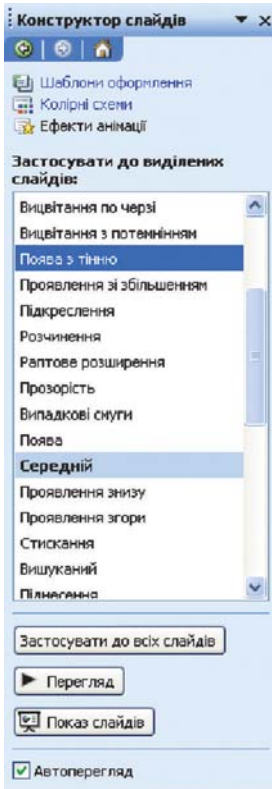 Конструктор слайдів
Шаблони оформлення
Колірні схеми
Ефекти анімації
Застосувати до виділених
слайдів:
Вицвітання по черзі
Вицвітання з потемнінням
Поява з тінню
Проявлення зі збільшенням
Підкреслення
Розчинення
Раптове розширення
Прозорість
Випадкові смуги
Поява
Середній
Проявлення знизу
Проявлення згори
Стискання
Вишуканий
Піднесення
Застосувати до всіх слайдів
Перегляд
Показ слайдів
Автоперегляд